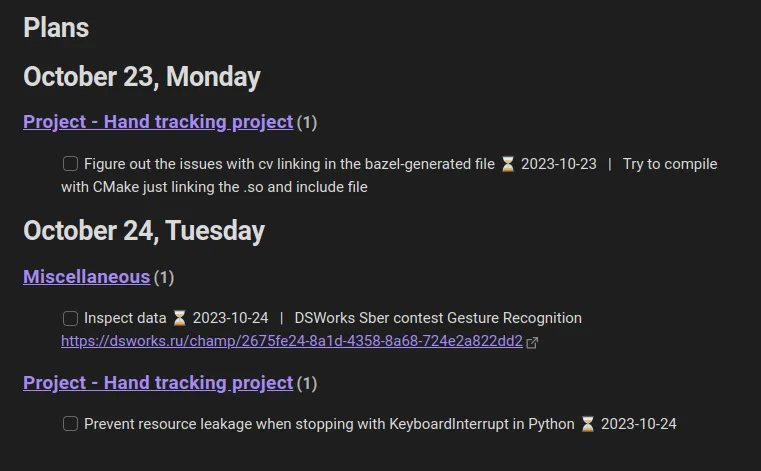 Plans
October 23, Monday
Project - Hand tracking project (1)
Figure out the issues with cv linking in the bazel-generated file ⏳ 2023-10-23 | Try to compile
with CMake just linking the .so and include file
October 24, Tuesday
Miscellaneous (1)
Inspect data ⏳ 2023-10-24 | DSWorks Sber contest Gesture Recognition
https://dsworks.ru/champ/2675fe24-8a1d-4358-8a68-724e2a822dd2
Project - Hand tracking project (1)
Prevent resource leakage when stopping with KeyboardInterrupt in Python ⏳ 2023-10-24